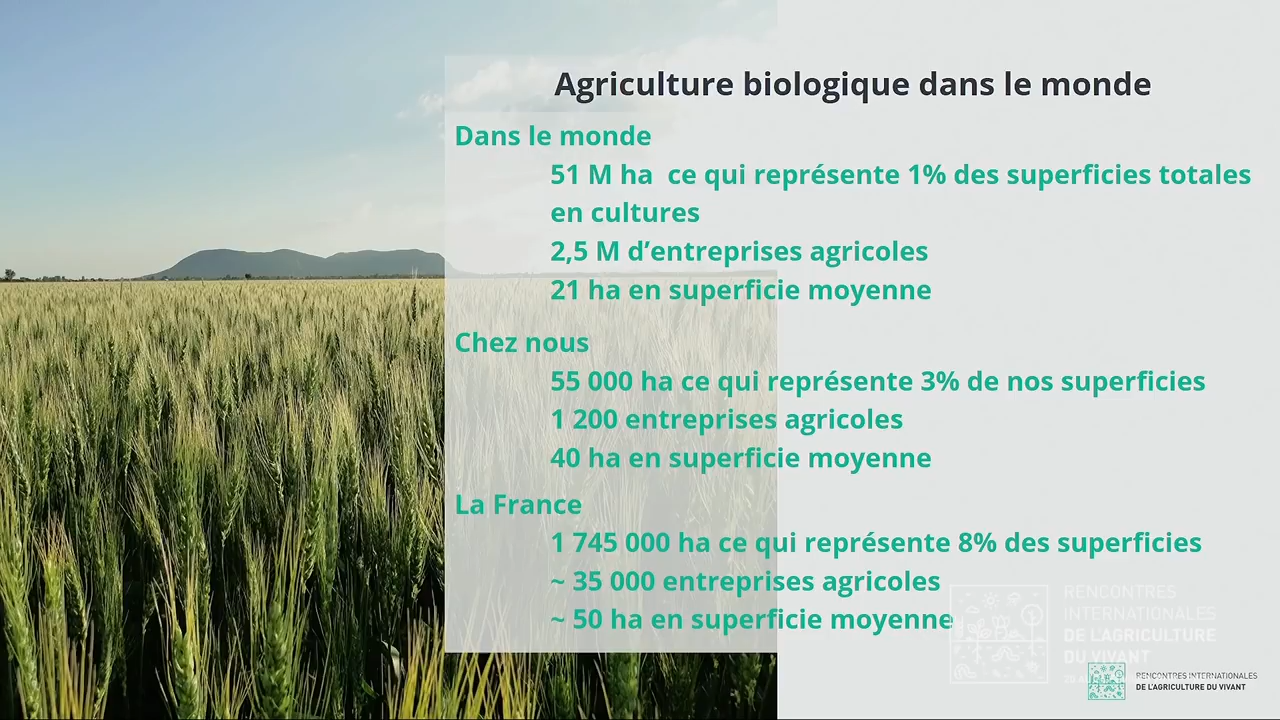 Agriculture biologique dans le monde
Dans le monde
51 M ha ce qui représente 1% des superficies totales
en cultures
2,5 M d’entreprises agricoles
21 ha en superficie moyenne
Chez nous
55 000 ha ce qui représente 3% de nos superficies
1 200 entreprises agricoles
40 ha en superficie moyenne
La France
1 745 000 ha ce qui représente 8% des superficies
~ 35 000 entreprises agricoles
~ 50 ha en superficie moyenne
RENCONTRES
INTERNATIONALES
DE L'AGRICULTURE
DU VIVANT
RENCONTRES INTERNATIONALES
DE L'AGRICULTURE DU VIVANT